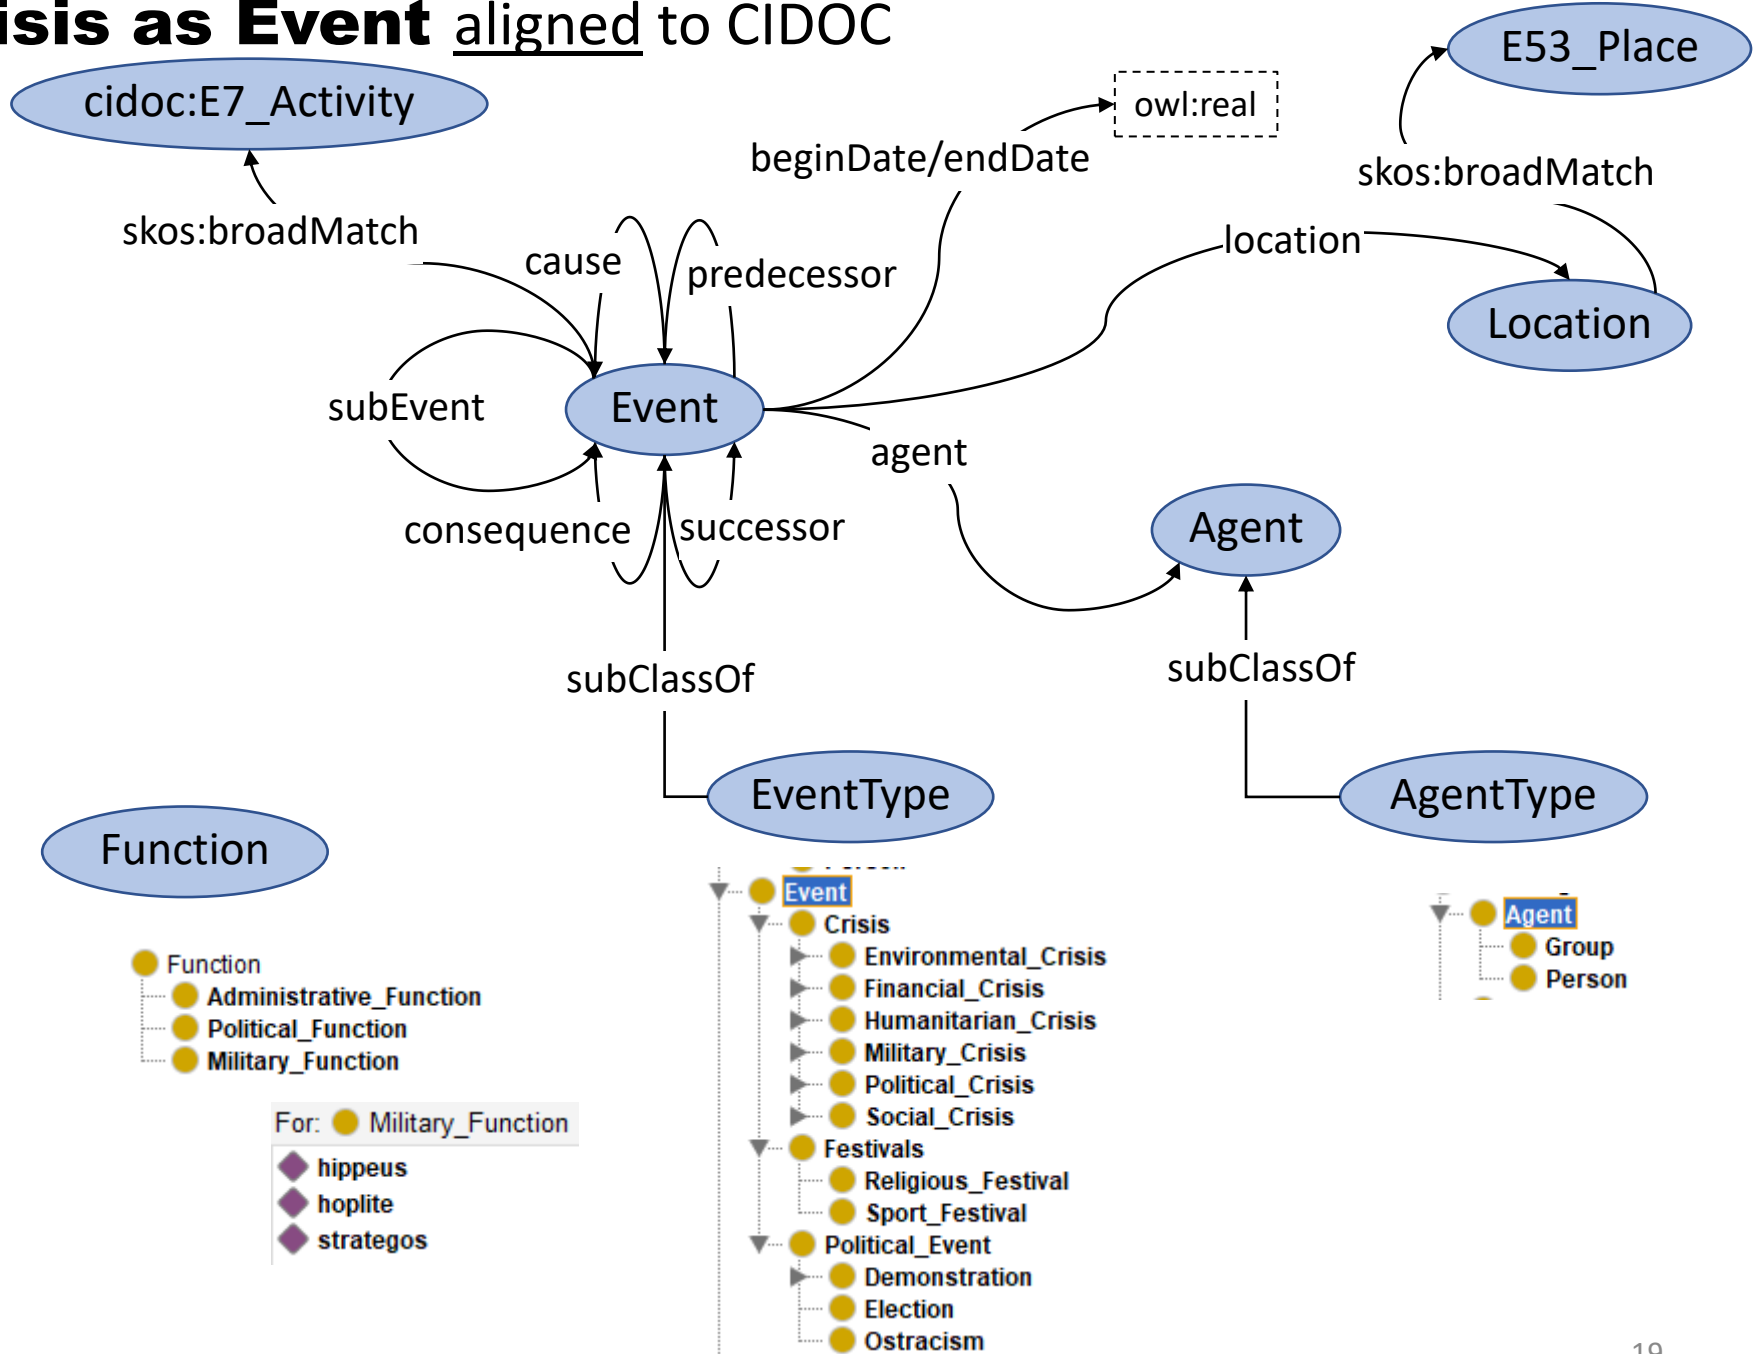 isis as Event aligned to CIDOC
E53_Place
cidoc:E7_Activity
owl:real
beginDate/endDate
skos:broadMatch
skos:broadMatch
cause
predecessor
location
Location
subEvent
Event
agent
consequence
successor
Agent
subClassOf
subClassOf
EventType
AgentType
Function
Function
Administrative_Function
Political_Function
Military_Function
For: Military_Function
hippeus
hoplite
strategos
Event
Crisis
Environmental_Crisis
Financial_Crisis
Humanitarian_Crisis
Military_Crisis
Political_Crisis
Social_Crisis
Festivals
Religious_Festival
Sport_Festival
Political_Event
Demonstration
Election
Ostracism
Agent
Group
Person
19